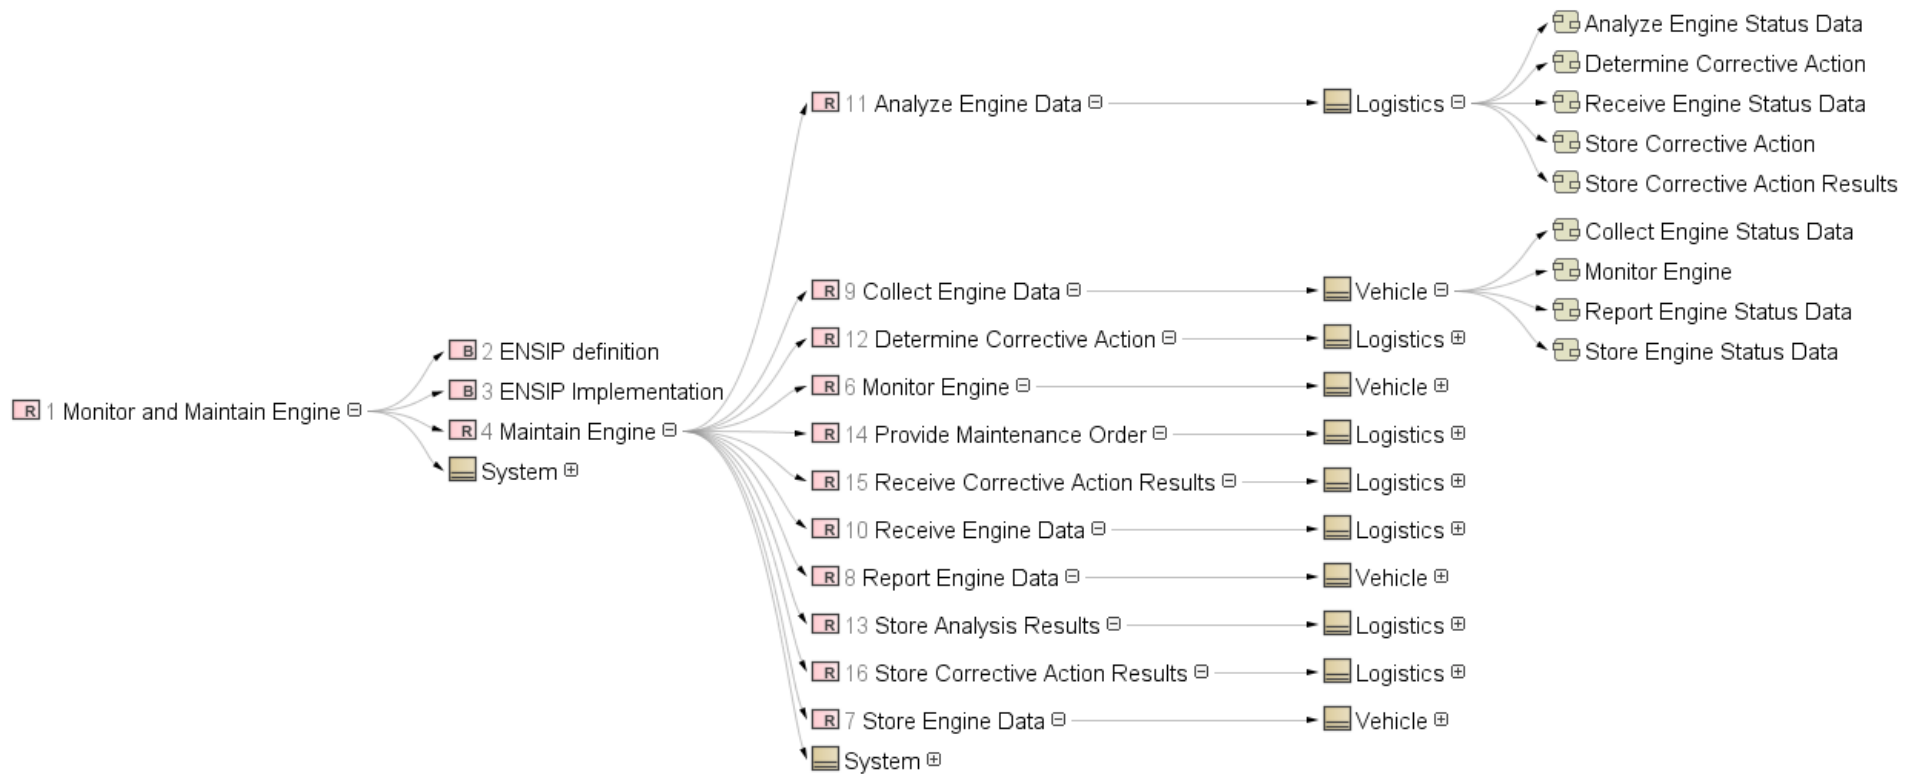 R 1 Monitor and Maintain Engine
B 2 ENSIP definition
B 3 ENSIP Implementation
R 4 Maintain Engine
System
R 11 Analyze Engine Data
R 9 Collect Engine Data
R 12 Determine Corrective Action
R 6 Monitor Engine
R 14 Provide Maintenance Order
R 15 Receive Corrective Action Results
R 10 Receive Engine Data
R 8 Report Engine Data
R 13 Store Analysis Results
R 16 Store Corrective Action Results
R 7 Store Engine Data
System
Logistics
Vehicle
Logistics
Vehicle
Logistics
Logistics
Logistics
Vehicle
Logistics
Logistics
Vehicle
Analyze Engine Status Data
Determine Corrective Action
Receive Engine Status Data
Store Corrective Action
Store Corrective Action Results
Collect Engine Status Data
Monitor Engine
Report Engine Status Data
Store Engine Status Data